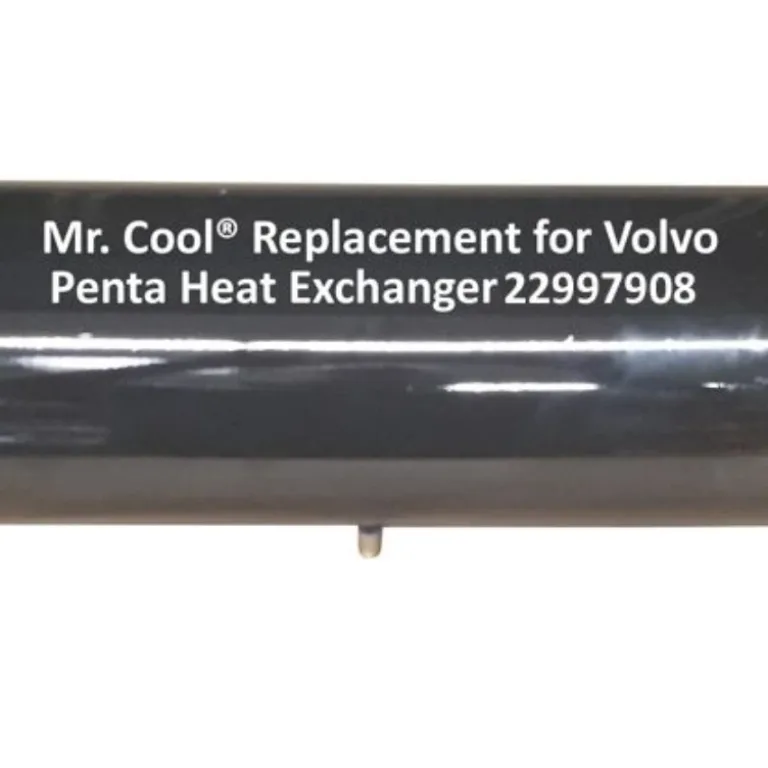 Mr. Cool® Replacement for Volvo
Penta Heat Exchanger 22997908